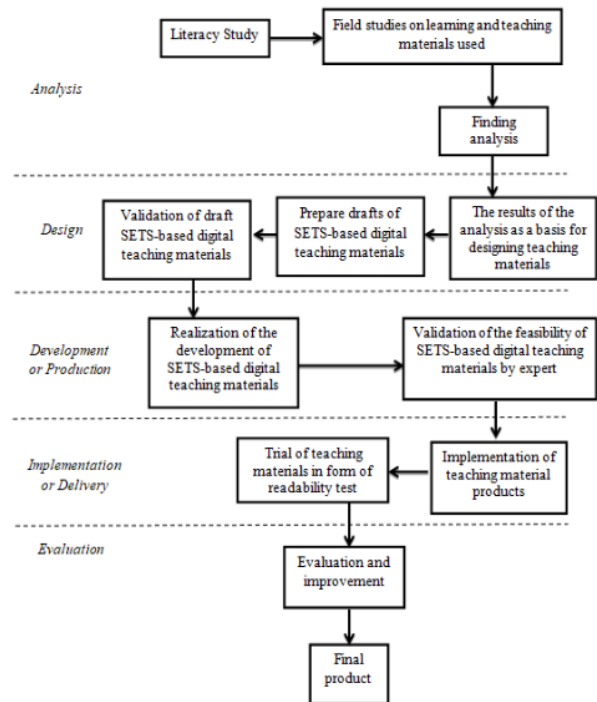 Literacy Study
Field studies on learning and teaching
materials used
Analysis
Finding
analysis
Design
Validation of draft
SETS-based digital
teaching materials
Prepare drafts of
SETS-based digital
teaching materials
The results of the
analysis as a basis for
designing teaching
materials
Development
or Production
Realization of the
development of
SETS-based digital
teaching materials
Validation of the feasibility of
SETS-based digital teaching
materials by expert
Implementation
or Delivery
Trial of teaching
materials in form of
readability test
Implementation of
teaching material
products
Evaluation
Evaluation and
improvement
Final
product